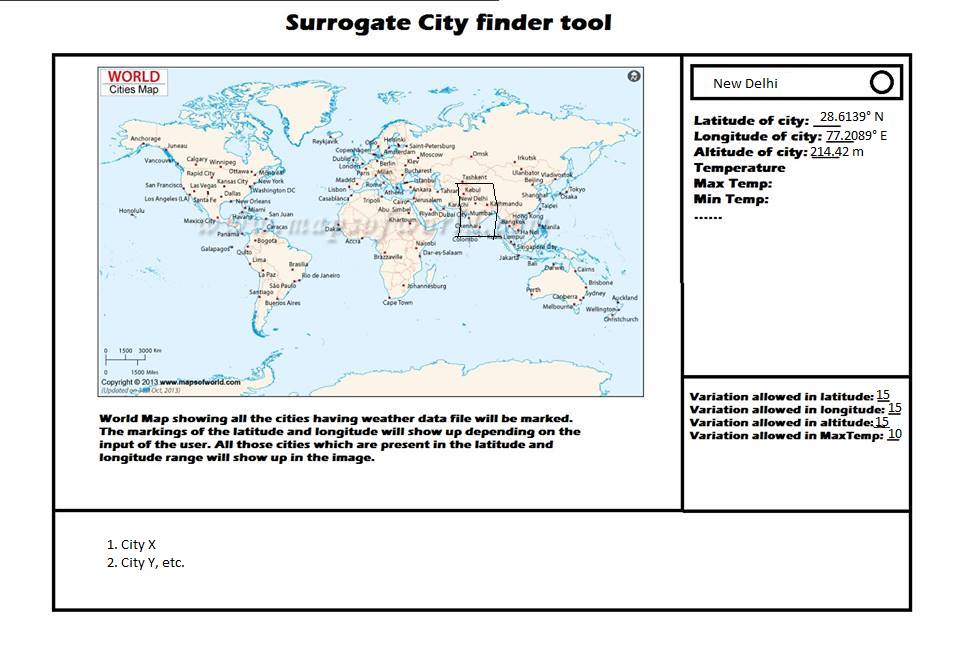 Surrogate City finder tool
WORLD
Cities Map
New Delhi
Latitude of city: 28.6139° N
Longitude of city: 77.2089° E
Altitude of city: 214.42 m
Temperature
Max Temp:
Min Temp:
......
Anchorage
Juneau
Vancouver
Calgary
Winnipeg
Rapid City
Ottawa
Montreal
Kansas City
New York
San Francisco
Las Vegas
Washington DC
Dallas
Los Angeles (LA)
Santa Fe
New Orleans
Honolulu
Miami
Havana
San Juan
Mexico City
Caracas
Panama
Bogota
Galapagos
Quito
Lima
Brasilia
La Paz
Rio de Janeiro
São Paulo
Santiago
Buenos Aires
Reykjavik
Oslo
Helsinki
Saint-Petersburg
Copenhagen
Moscow
Dublin
Amsterdam
London
Berlin
Kiev
Paris
Milan
Bucharest
Madrid
Rome
Istanbul
Lisbon
Athens
Ankara
Tehran
Casablanca
Tripoli
Cairo
Jerusalem
Abu Simbel
Riyadh
Dubai City
Khartoum
Accra
Nairobi
Brazzaville
Dar-es-Salaam
Johannesburg
Cape Town
Omsk
Irkutsk
Tashkent
Ulanbator
Vladivostok
Kabul
Beijing
Tokyo
New Delhi
Shanghai
Osaka
Karachi
Kathmandu
Taipei
Mumbai
Hong Kong
Bangkok
Ha Noi
Manila
Colombo
Singapore City
Jakarta
Bali
Darwin
Cairns
Brisbane
Perth
Sydney
Canberra
Auckland
Melbourne
Wellington
Christchurch
www.mapsofworld.com
0 1500 3000 Km
0 1500 Miles
Copyright © 2013 www.mapsofworld.com
(Updated on 31st Oct, 2013)
World Map showing all the cities having weather data file will be marked.
The markings of the latitude and longitude will show up depending on the
input of the user. All those cities which are present in the latitude and
longitude range will show up in the image.
Variation allowed in latitude: 15
Variation allowed in longitude: 15
Variation allowed in altitude: 15
Variation allowed in MaxTemp: 10
1. City X
2. City Y, etc.